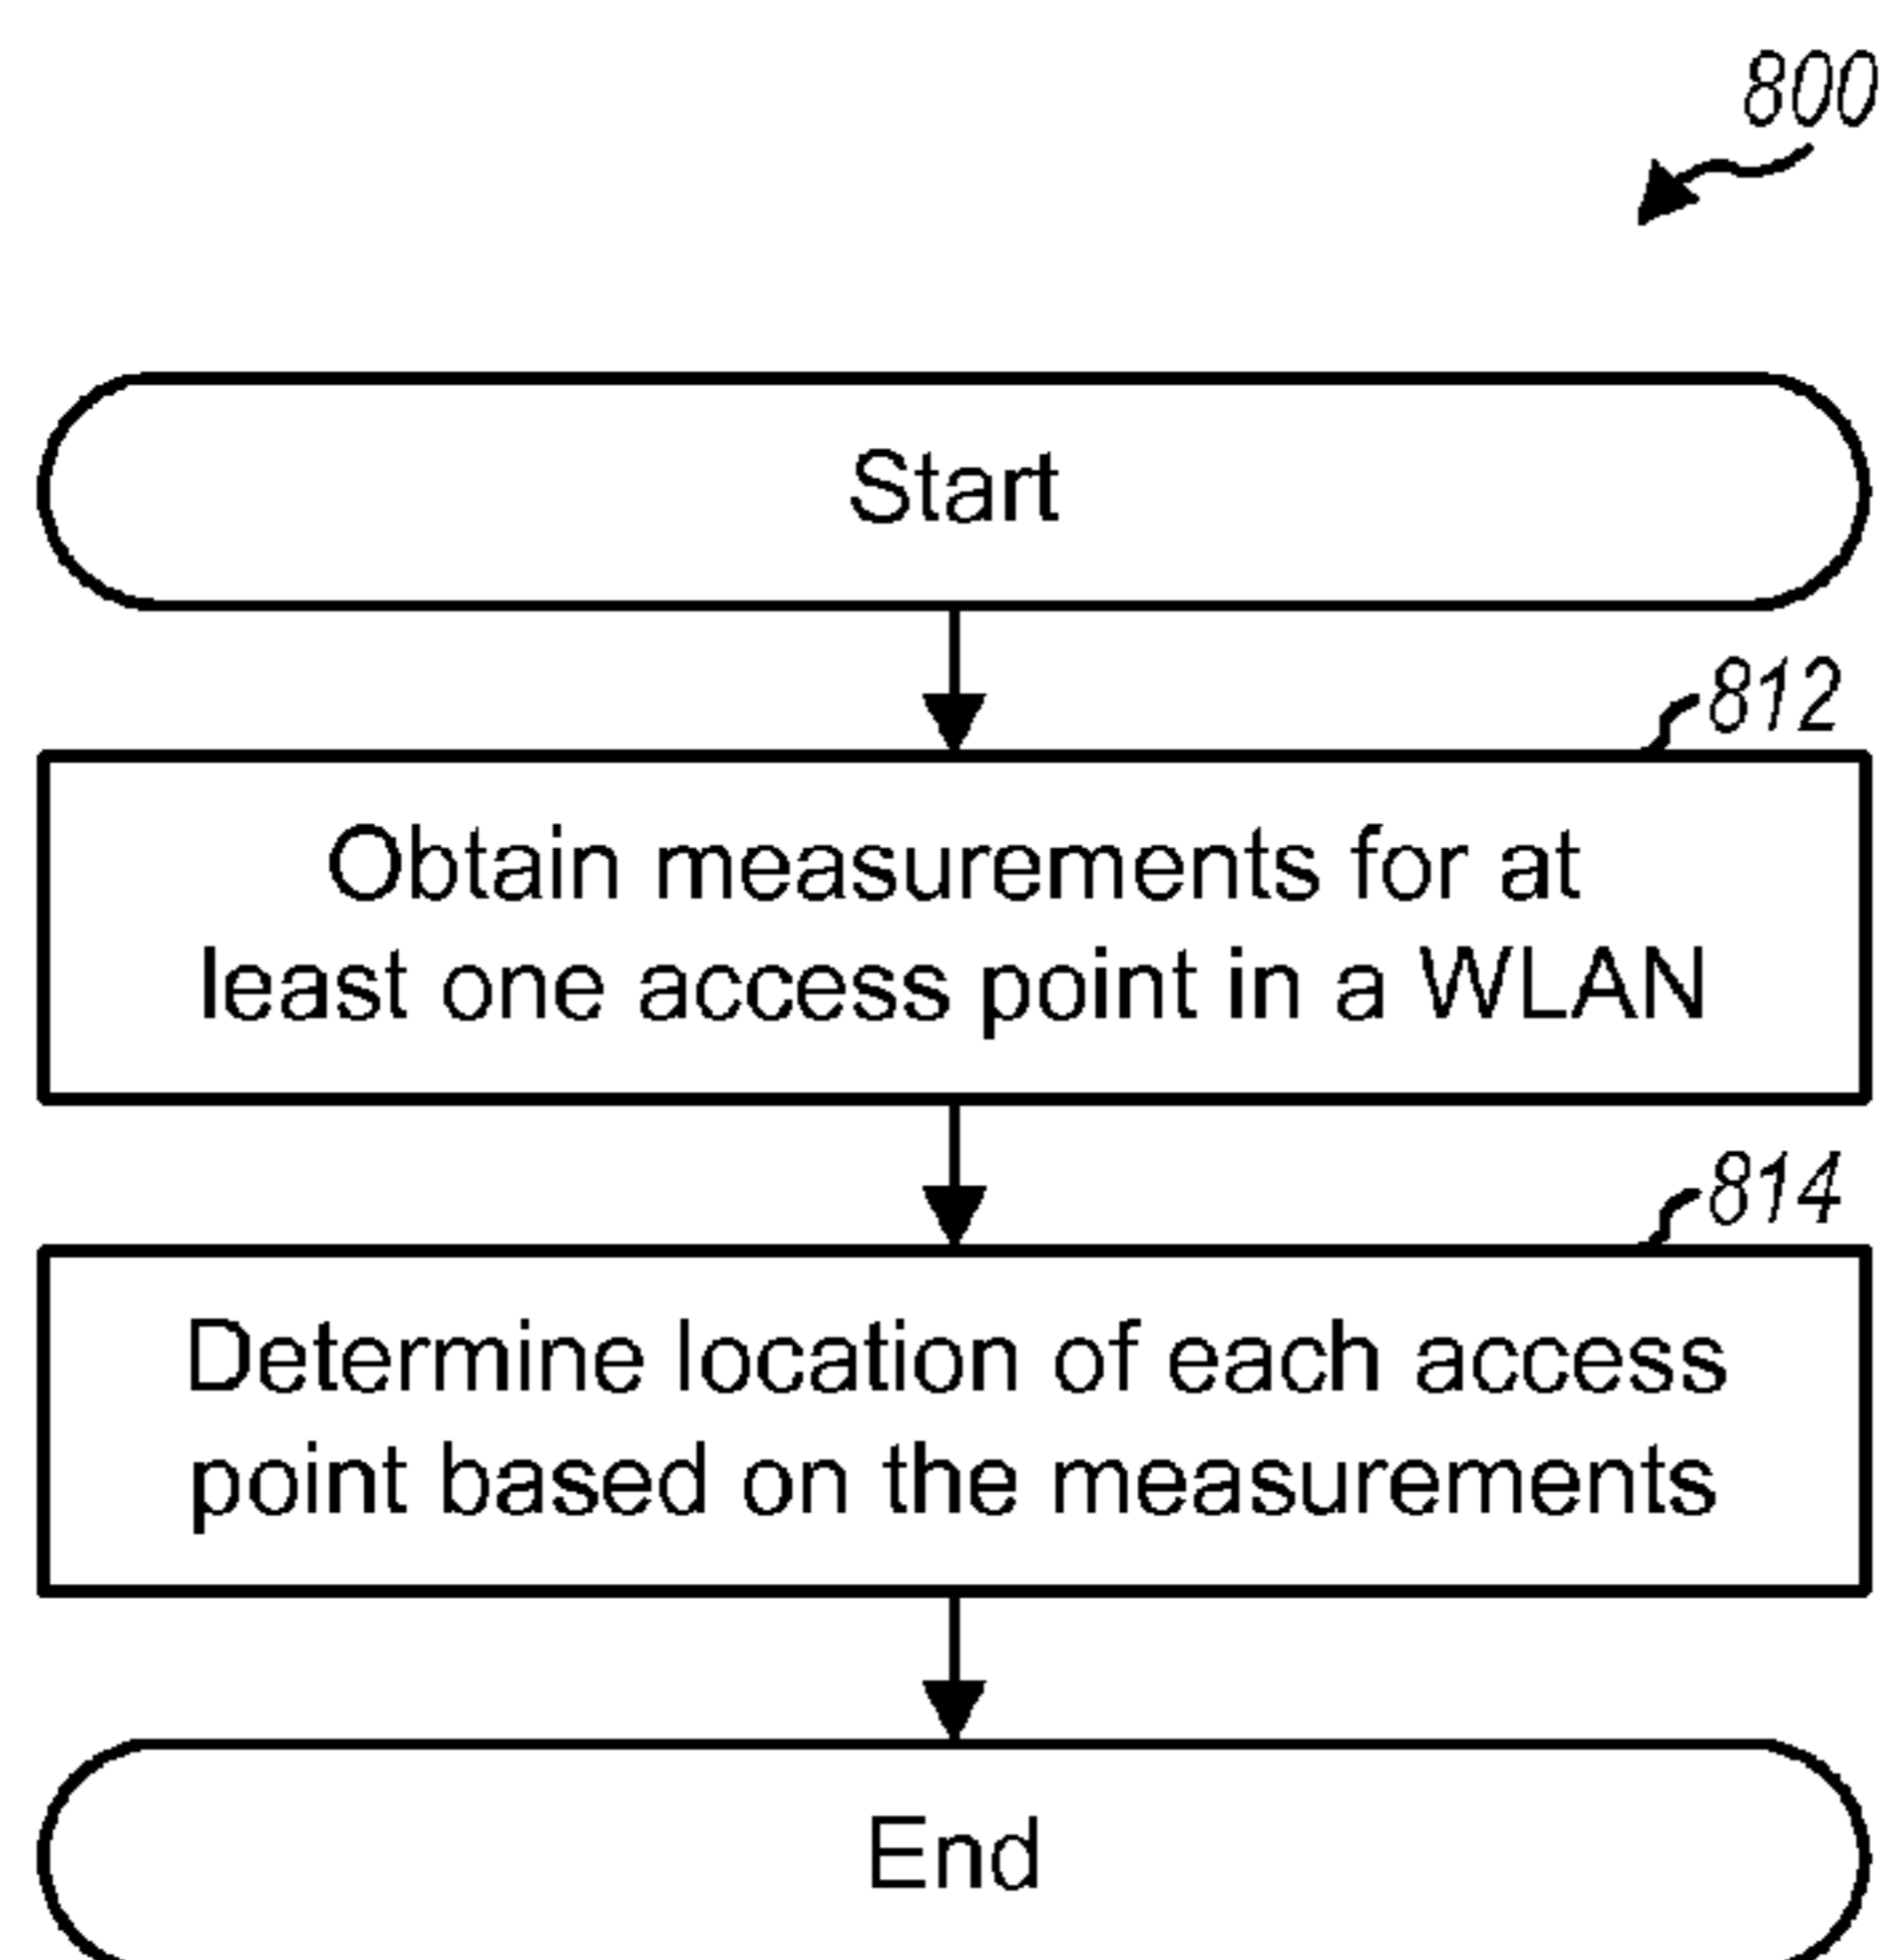 800
Start
812
Obtain measurements for at
least one access point in a WLAN
814
Determine location of each access
point based on the measurements
End